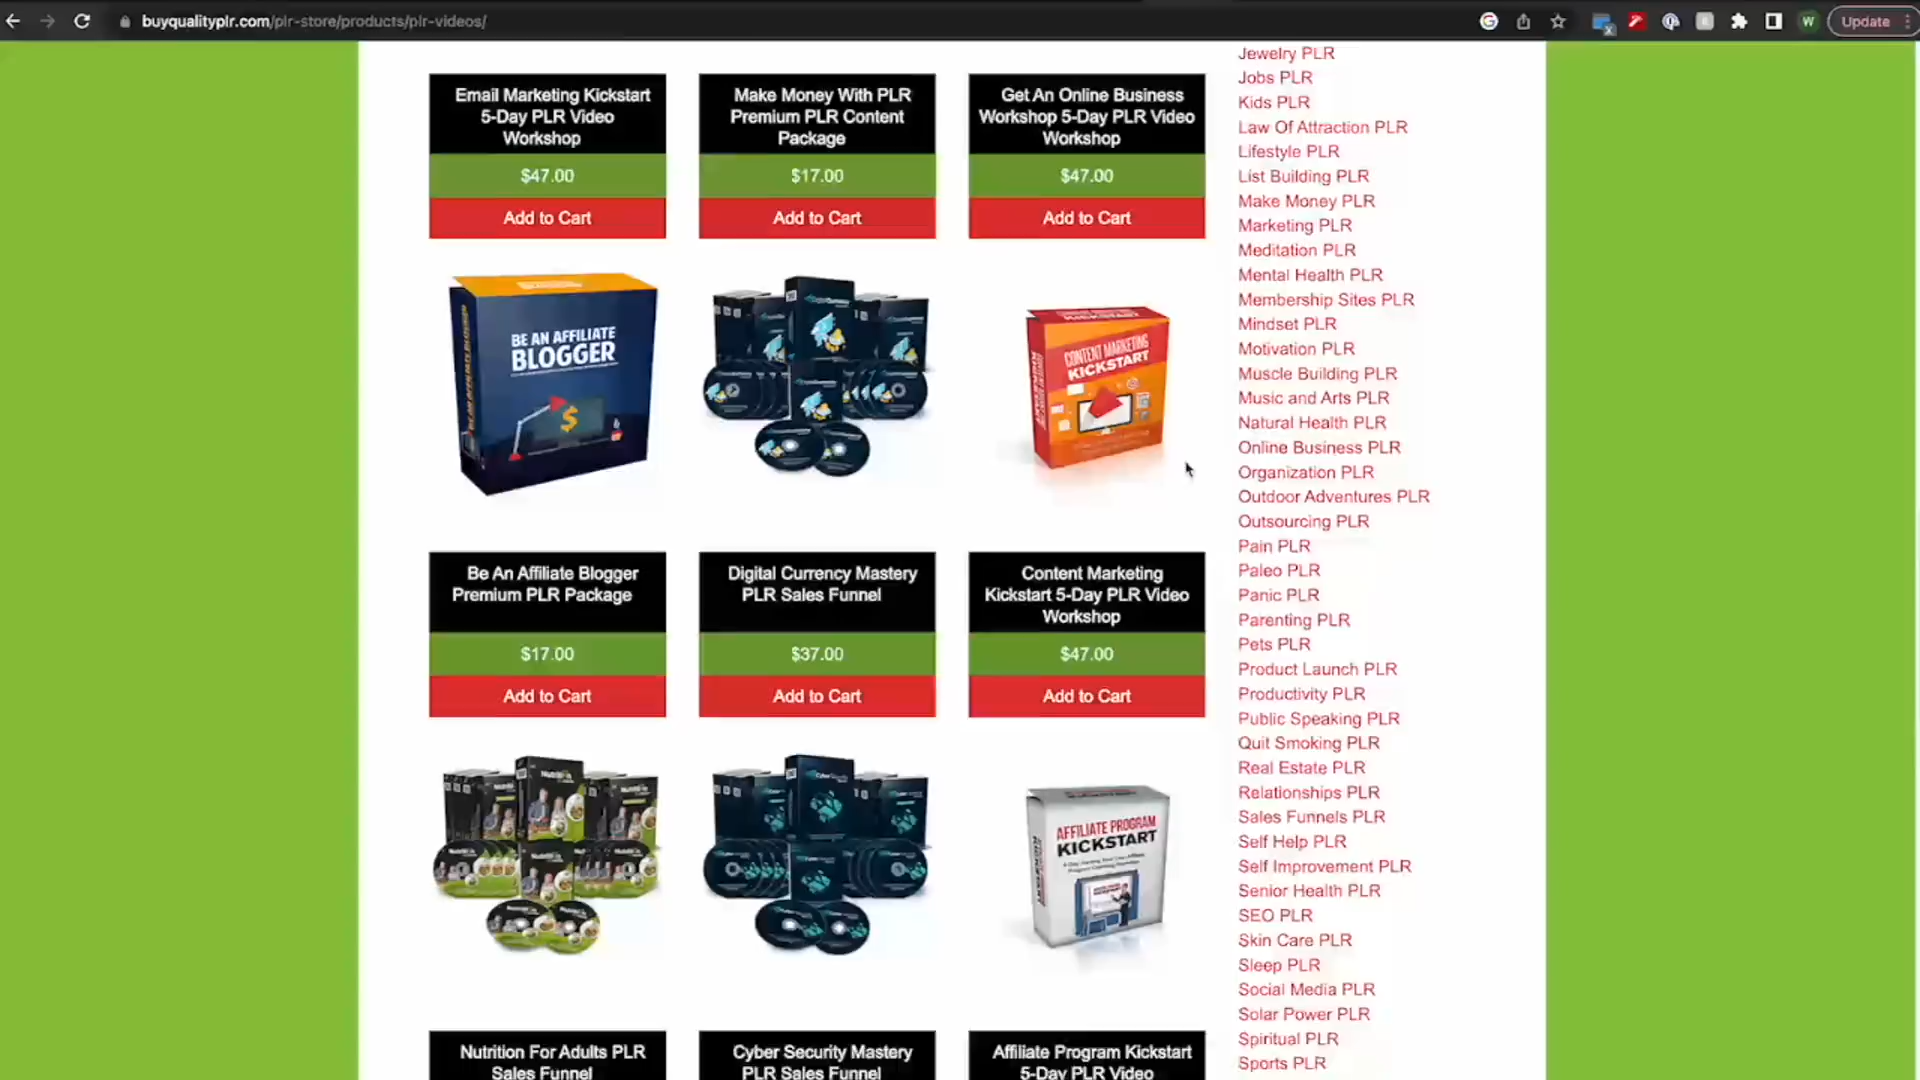 buyqualityplr.com/plr-store/products/plr-videos/
W
Update
Email Marketing Kickstart
5-Day PLR Video
Workshop
$47.00
Add to Cart
Make Money With PLR
Premium PLR Content
Package
$17.00
Add to Cart
Get An Online Business
Workshop 5-Day PLR Video
Workshop
$47.00
Add to Cart
BE AN AFFILIATE
BLOGGER
CONTENT MARKETING
KICKSTART
Be An Affiliate Blogger
Premium PLR Package
$17.00
Add to Cart
Digital Currency Mastery
PLR Sales Funnel
$37.00
Add to Cart
Content Marketing
Kickstart 5-Day PLR Video
Workshop
$47.00
Add to Cart
AFFILIATE PROGRAM
KICKSTART
Nutrition For Adults PLR
Sales Funnel
Cyber Security Mastery
PLR Sales Funnel
Affiliate Program Kickstart
5-Day PLR Video
Jewelry PLR
Jobs PLR
Kids PLR
Law Of Attraction PLR
Lifestyle PLR
List Building PLR
Make Money PLR
Marketing PLR
Meditation PLR
Mental Health PLR
Membership Sites PLR
Mindset PLR
Motivation PLR
Muscle Building PLR
Music and Arts PLR
Natural Health PLR
Online Business PLR
Organization PLR
Outdoor Adventures PLR
Outsourcing PLR
Pain PLR
Paleo PLR
Panic PLR
Parenting PLR
Pets PLR
Product Launch PLR
Productivity PLR
Public Speaking PLR
Quit Smoking PLR
Real Estate PLR
Relationships PLR
Sales Funnels PLR
Self Help PLR
Self Improvement PLR
Senior Health PLR
SEO PLR
Skin Care PLR
Sleep PLR
Social Media PLR
Solar Power PLR
Spiritual PLR
Sports PLR